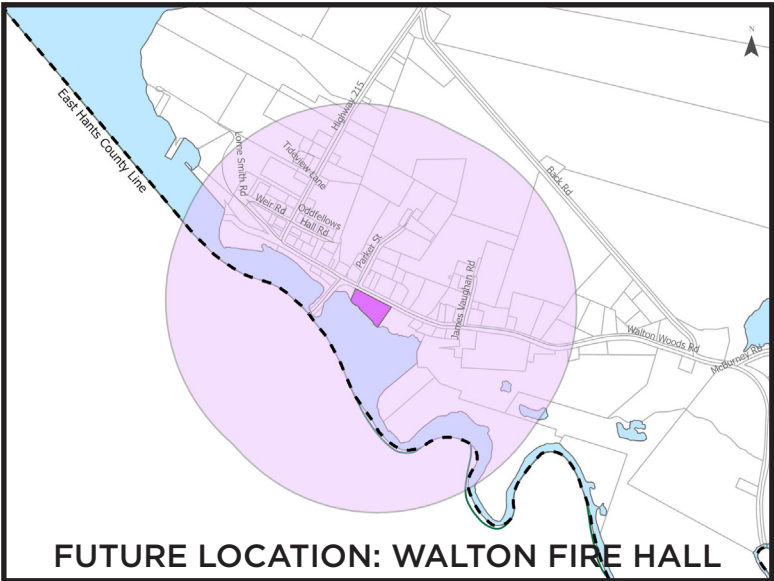 N
East Hants County Line
Highway 215
Lorne Smith Rd
Tideview Lane
Weir Rd
Oddfellows
Hall Rd
Parker St
Back Rd
James Vaughan Rd
Walton Woods Rd
McBurney Rd
FUTURE LOCATION: WALTON FIRE HALL